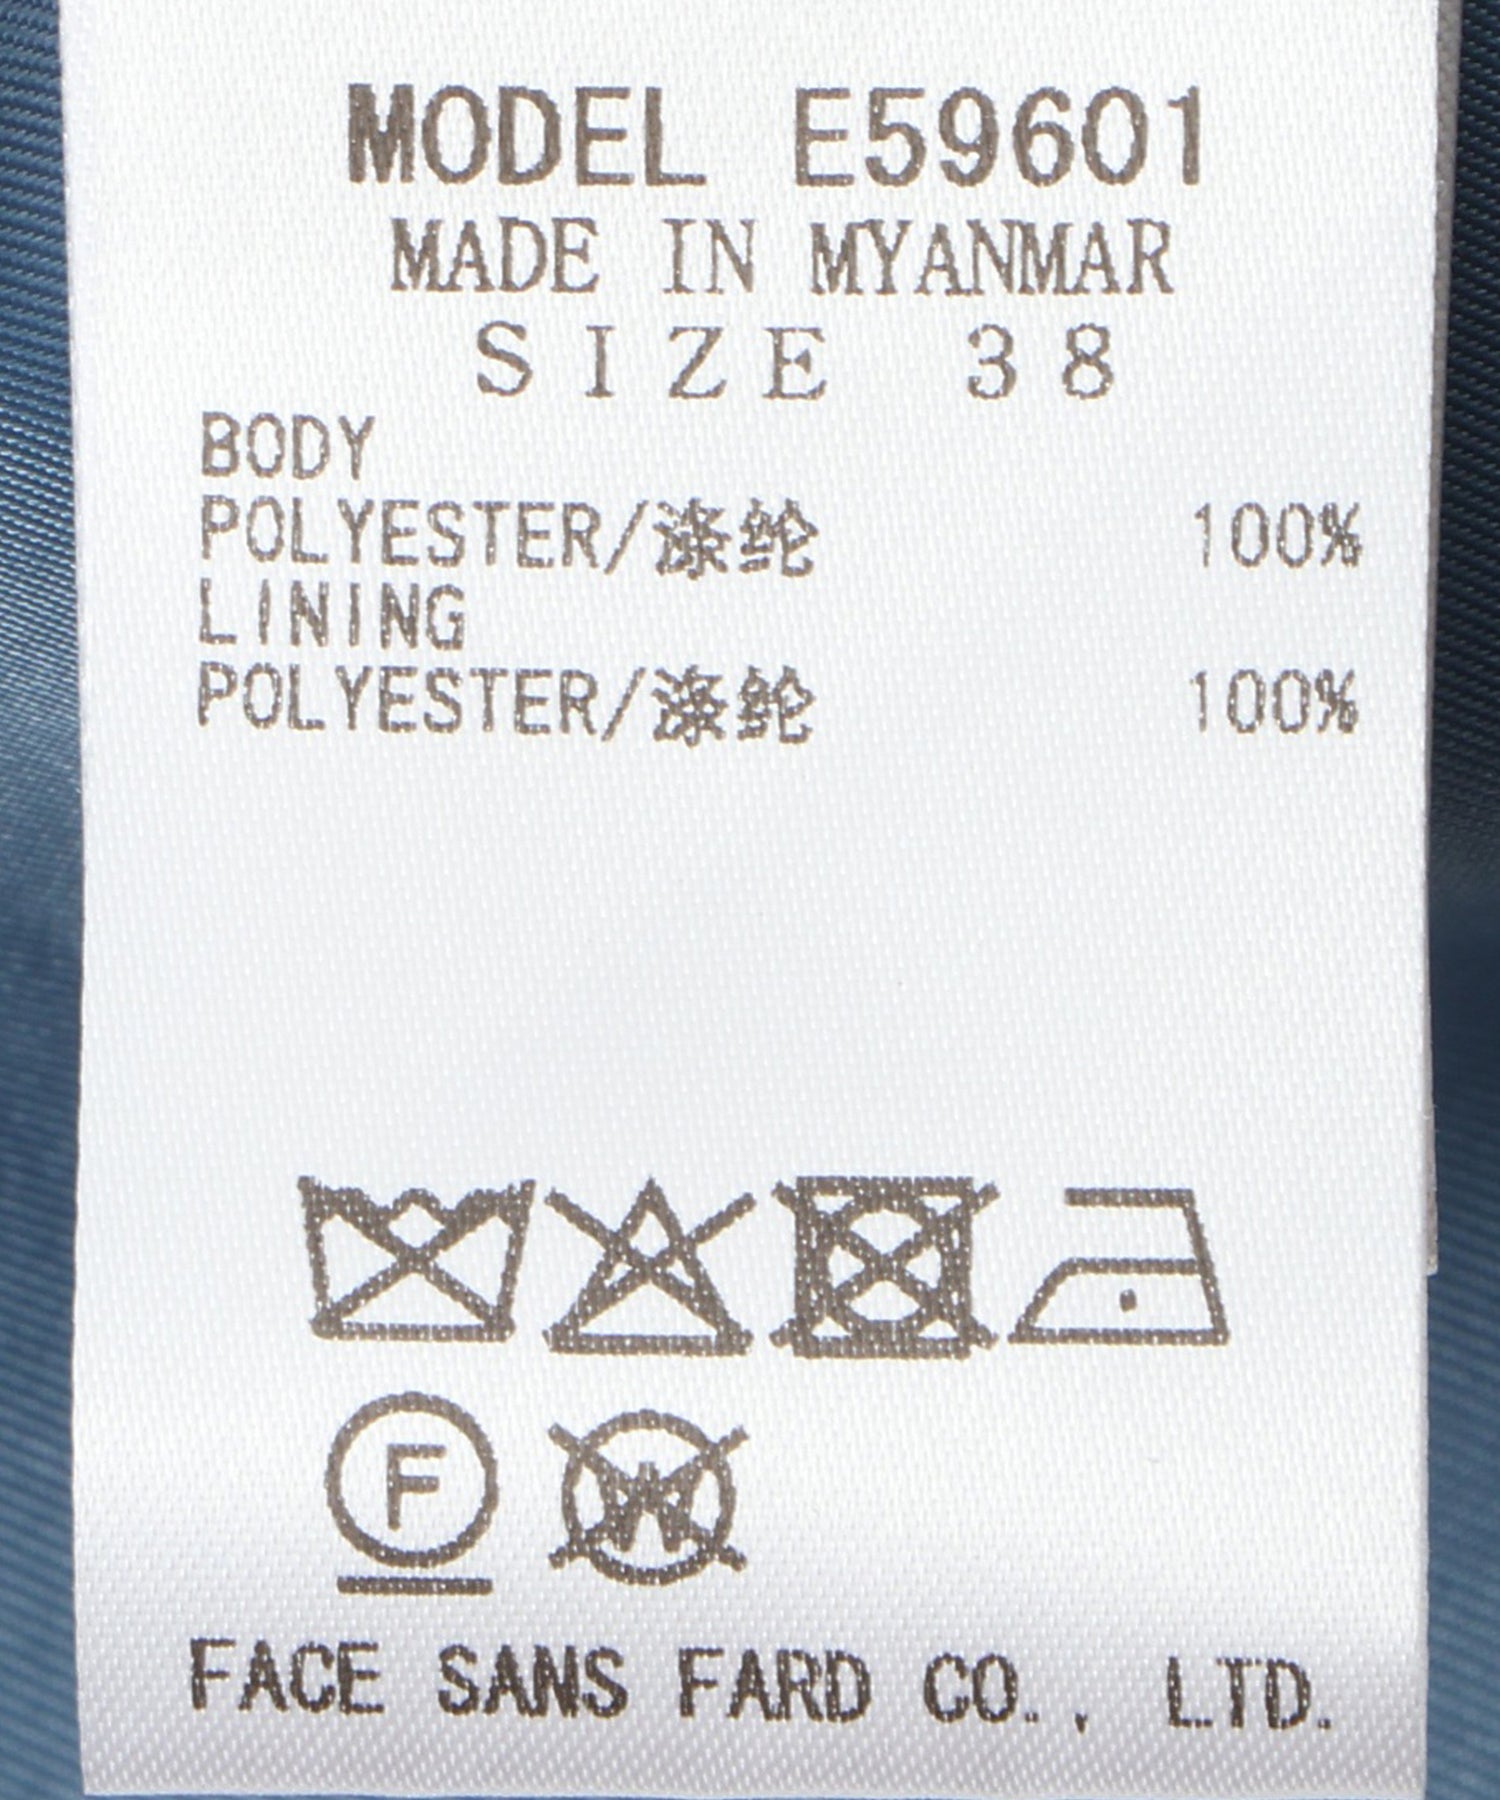 MODEL E59601
MADE IN MYANMAR
SIZE 38
BODY
POLYESTER/涤纶 100%
LINING
POLYESTER/涤纶 100%
F W
FACE SANS FARD CO., LTD.